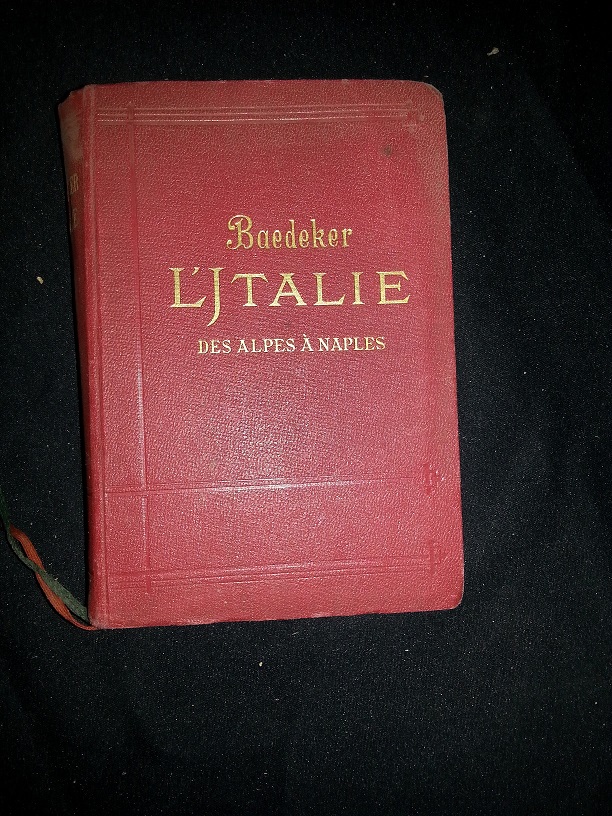 Baedeker
L'JTALIE
DES ALPES À NAPLES